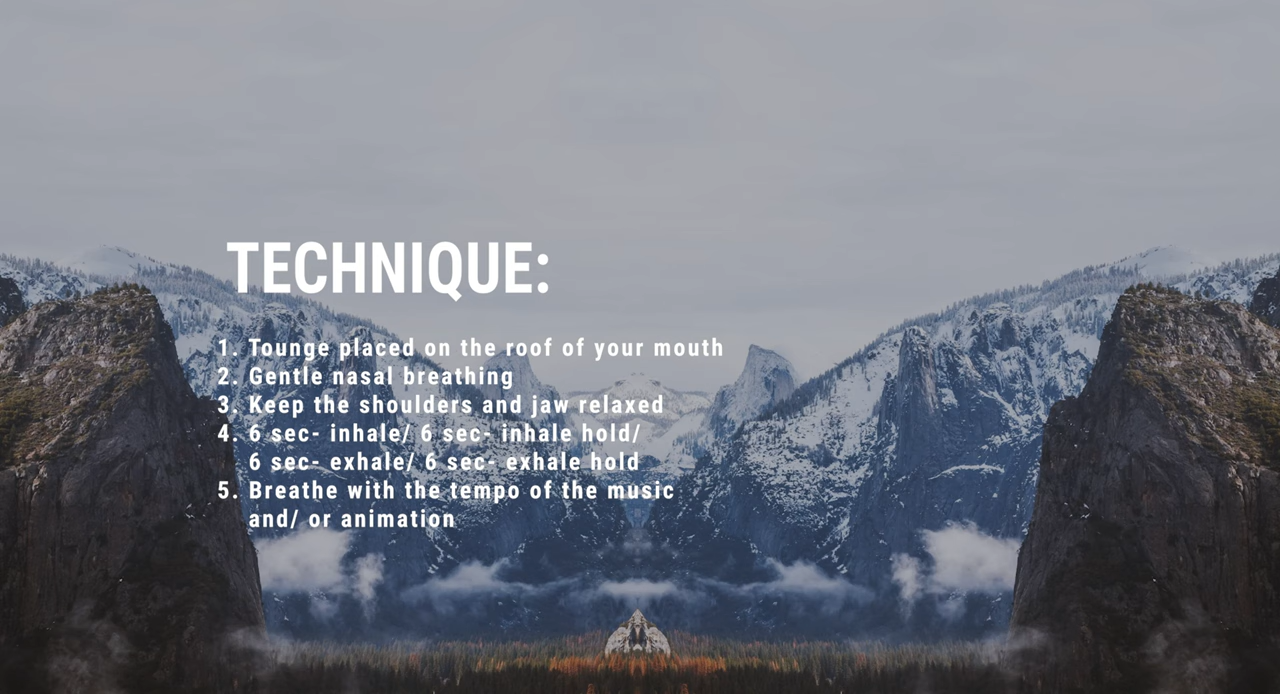 TECHNIQUE:
1. Tounge placed on the roof of your mouth
2. Gentle nasal breathing
3. Keep the shoulders and jaw relaxed
4. 6 sec- inhale/ 6 sec- inhale hold/
6 sec- exhale/ 6 sec- exhale hold
5. Breathe with the tempo of the music
and/ or animation